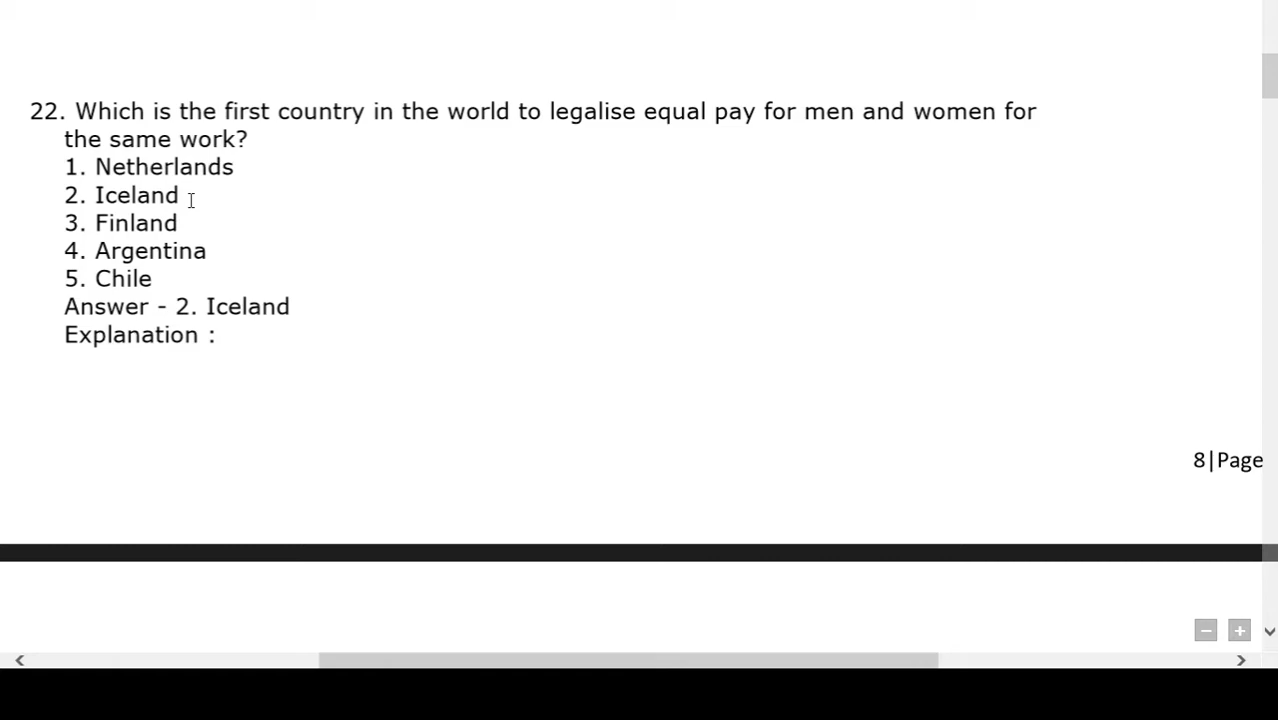 22. Which is the first country in the world to legalise equal pay for men and women for
the same work?
1. Netherlands
2. Iceland
3. Finland
4. Argentina
5. Chile
Answer - 2. Iceland
Explanation :
8|Page